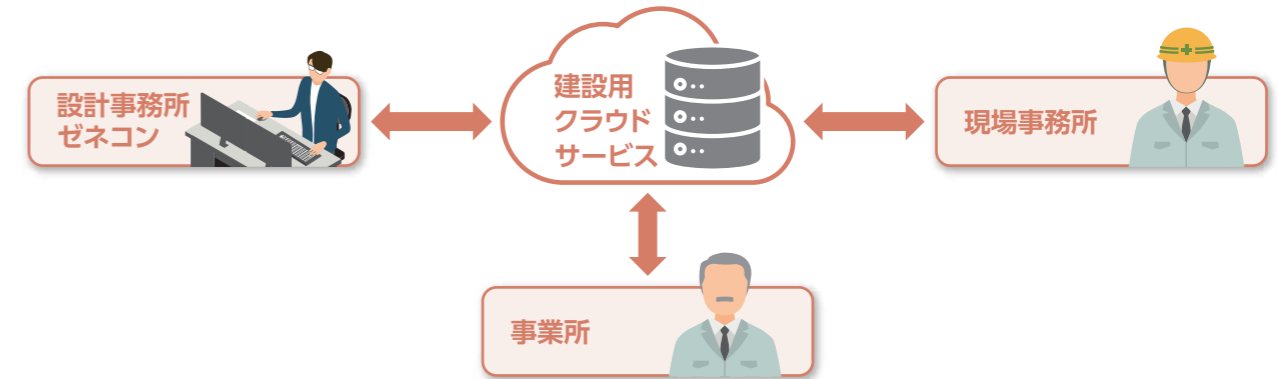 設計事務所
ゼネコン
建設用
クラウド
サービス
現場事務所
事業所